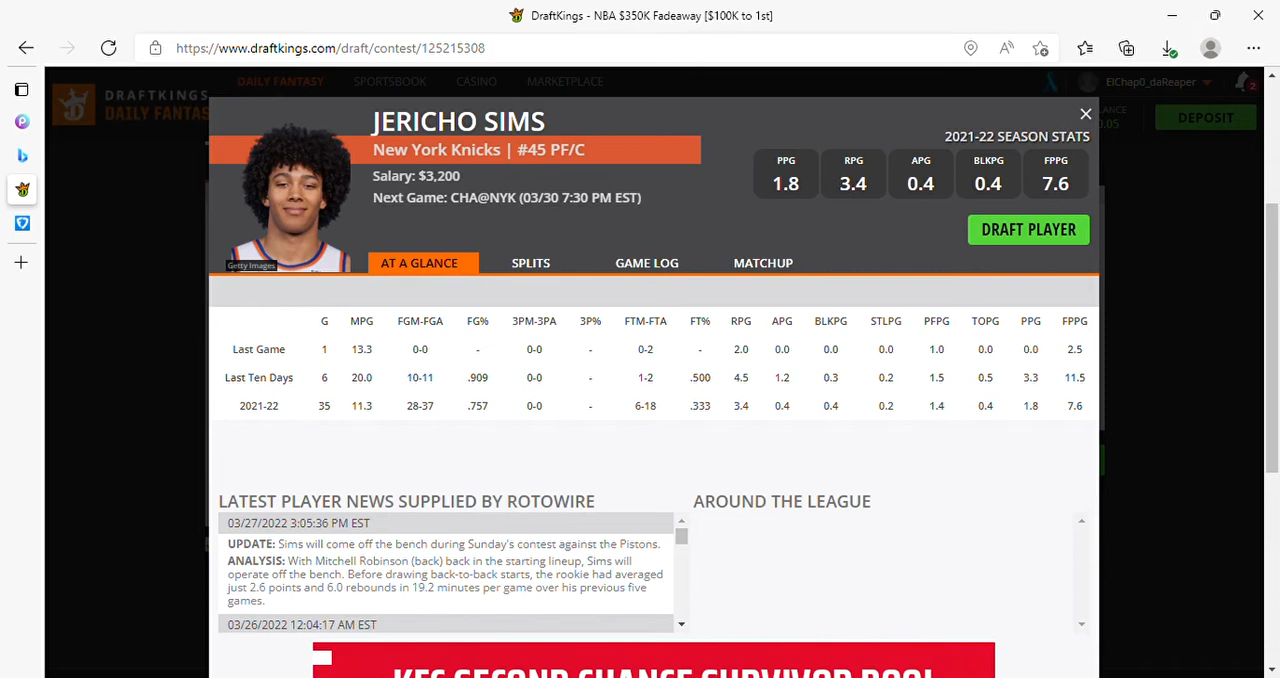 DraftKings - NBA $350K Fadeaway [$100K to 1st]
https://www.draftkings.com/draft/contest/125215308
DRAFTKINGS
DAILY FANTAS
DAILY FANTASY SPORTSBOOK CASINO MARKETPLACE
ElChap0_daReaper
2
DEPOSIT
JERICHO SIMS
New York Knicks | #45 PF/C
Salary: $3,200
Next Game: CHA@NYK (03/30 7:30 PM EST)
Getty Images
2021-22 SEASON STATS
PPG RPG APG BLKPG FPPG
1.8 3.4 0.4 0.4 7.6
DRAFT PLAYER
AT A GLANCE SPLITS GAME LOG MATCHUP
G MPG FGM-FGA FG% 3PM-3PA 3P% FTM-FTA FT% RPG APG BLKPG STLPG PFPG TOPG PPG FPPG
Last Game 1 13.3 0-0 - 0-0 - 0-2 - 2.0 0.0 0.0 0.0 1.0 0.0 0.0 2.5
Last Ten Days 6 20.0 10-11 .909 0-0 - 1-2 .500 4.5 1.2 0.3 0.2 1.5 0.5 3.3 11.5
2021-22 35 11.3 28-37 .757 0-0 - 6-18 .333 3.4 0.4 0.4 0.2 1.4 0.4 1.8 7.6
LATEST PLAYER NEWS SUPPLIED BY ROTOWIRE
03/27/2022 3:05:36 PM EST
UPDATE: Sims will come off the bench during Sunday's contest against the Pistons.
ANALYSIS: With Mitchell Robinson (back) back in the starting lineup, Sims will
operate off the bench. Before drawing back-to-back starts, the rookie had averaged
just 2.6 points and 6.0 rebounds in 19.2 minutes per game over his previous five
games.
03/26/2022 12:04:17 AM EST
AROUND THE LEAGUE
KFC SECOND CHANCE SURVIVOR POOL